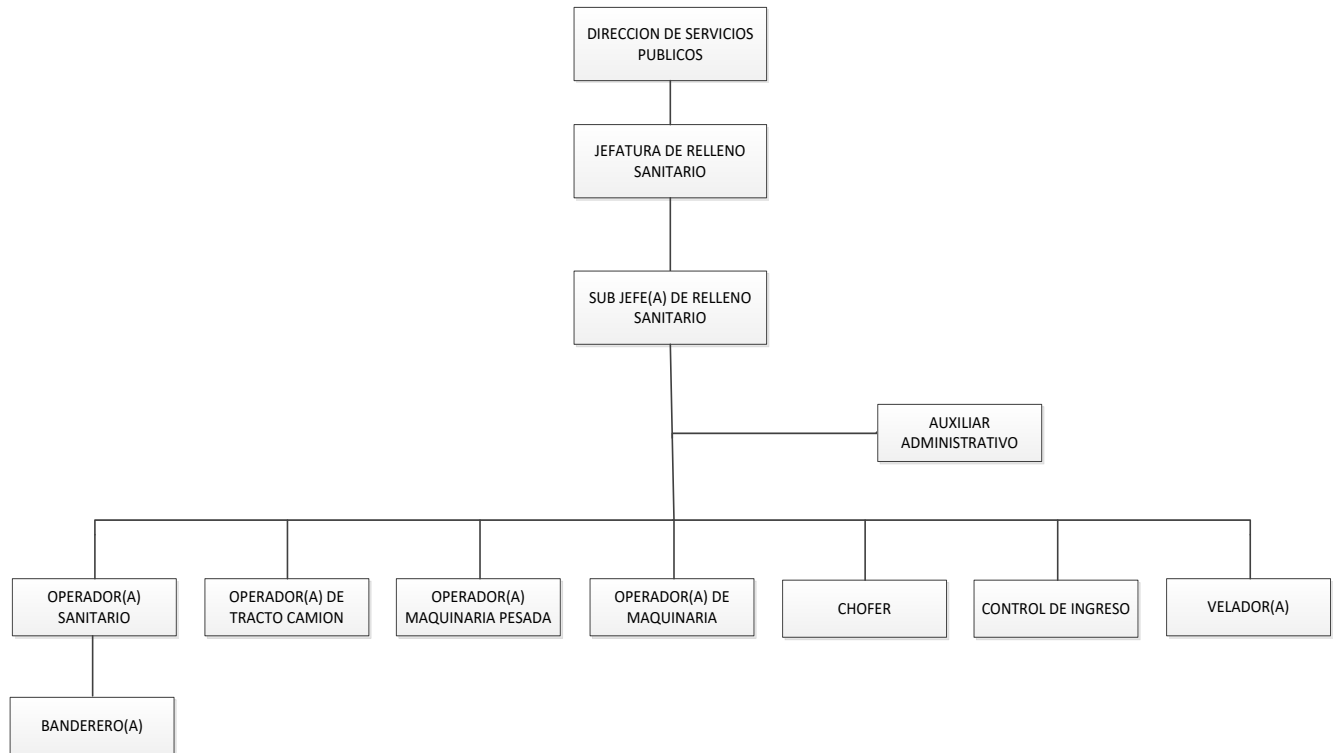 DIRECCION DE SERVICIOS
PUBLICOS
JEFATURA DE RELLENO
SANITARIO
SUB JEFE(A) DE RELLENO
SANITARIO
AUXILIAR
ADMINISTRATIVO
OPERADOR(A)
SANITARIO
OPERADOR(A) DE
TRACTO CAMION
OPERADOR(A)
MAQUINARIA PESADA
OPERADOR(A) DE
MAQUINARIA
CHOFER
CONTROL DE INGRESO
VELADOR(A)
BANDERERO(A)